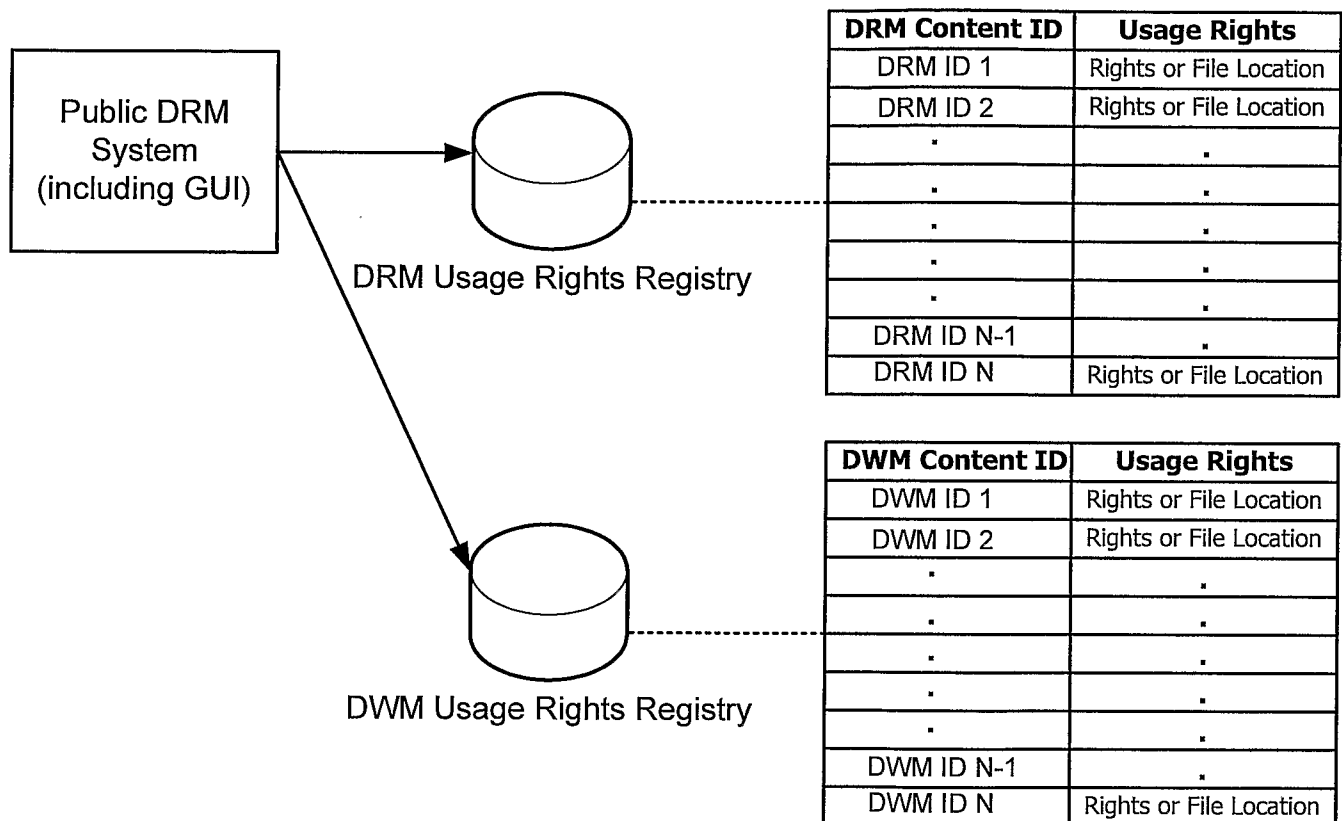 Public DRM
System
(including GUI)
DRM Usage Rights Registry
DWM Usage Rights Registry
DRM Content ID Usage Rights
DRM ID 1 Rights or File Location
DRM ID 2 Rights or File Location
. .
. .
. .
. .
. .
DRM ID N-1 .
DRM ID N Rights or File Location
DWM Content ID Usage Rights
DWM ID 1 Rights or File Location
DWM ID 2 Rights or File Location
. .
. .
. .
. .
. .
DWM ID N-1 .
DWM ID N Rights or File Location